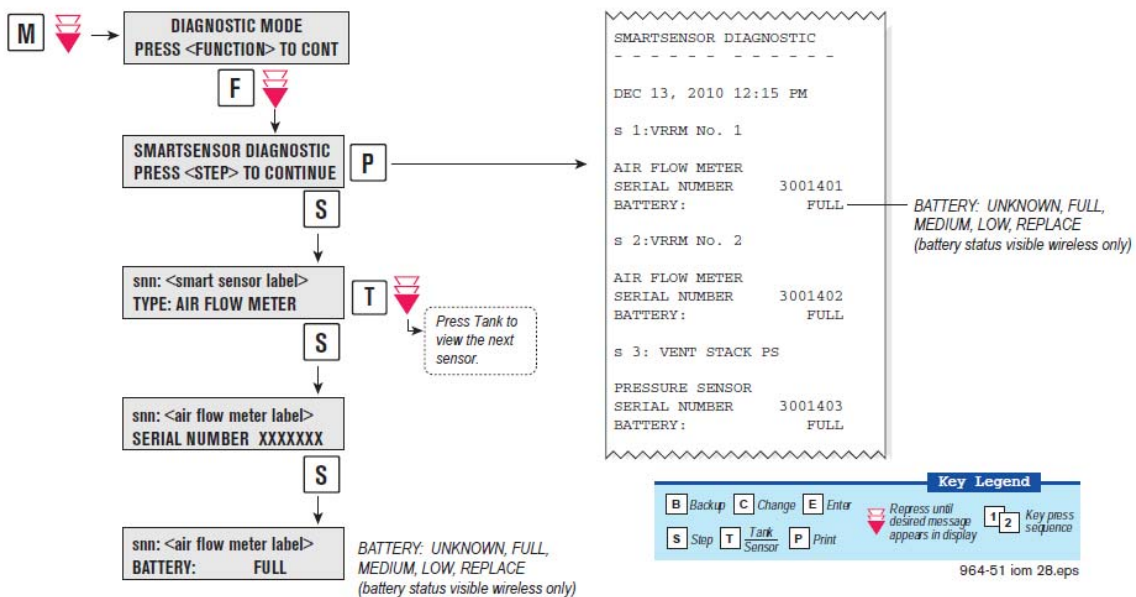 M
DIAGNOSTIC MODE
PRESS <FUNCTION> TO CONT
F
SMARTSENSOR DIAGNOSTIC
PRESS <STEP> TO CONTINUE
P
S
snn: <smart sensor label>
TYPE: AIR FLOW METER
T
Press Tank to
view the next
sensor.
S
snn: <air flow meter label>
SERIAL NUMBER XXXXXXX
S
snn: <air flow meter label>
BATTERY: FULL
BATTERY: UNKNOWN, FULL,
MEDIUM, LOW, REPLACE
(battery status visible wireless only)
SMARTSENSOR DIAGNOSTIC
- - - - - - - - - - - -
DEC 13, 2010 12:15 PM
s 1:VRRM No. 1
AIR FLOW METER
SERIAL NUMBER 3001401
BATTERY: FULL
s 2:VRRM No. 2
AIR FLOW METER
SERIAL NUMBER 3001402
BATTERY: FULL
s 3: VENT STACK PS
PRESSURE SENSOR
SERIAL NUMBER 3001403
BATTERY: FULL
BATTERY: UNKNOWN, FULL,
MEDIUM, LOW, REPLACE
(battery status visible wireless only)
Key Legend
B Backup C Change E Enter
S Step T Tank
Sensor P Print
Repress until
desired message
appears in display
1 2 Key press
sequence
964-51 iom 28.eps